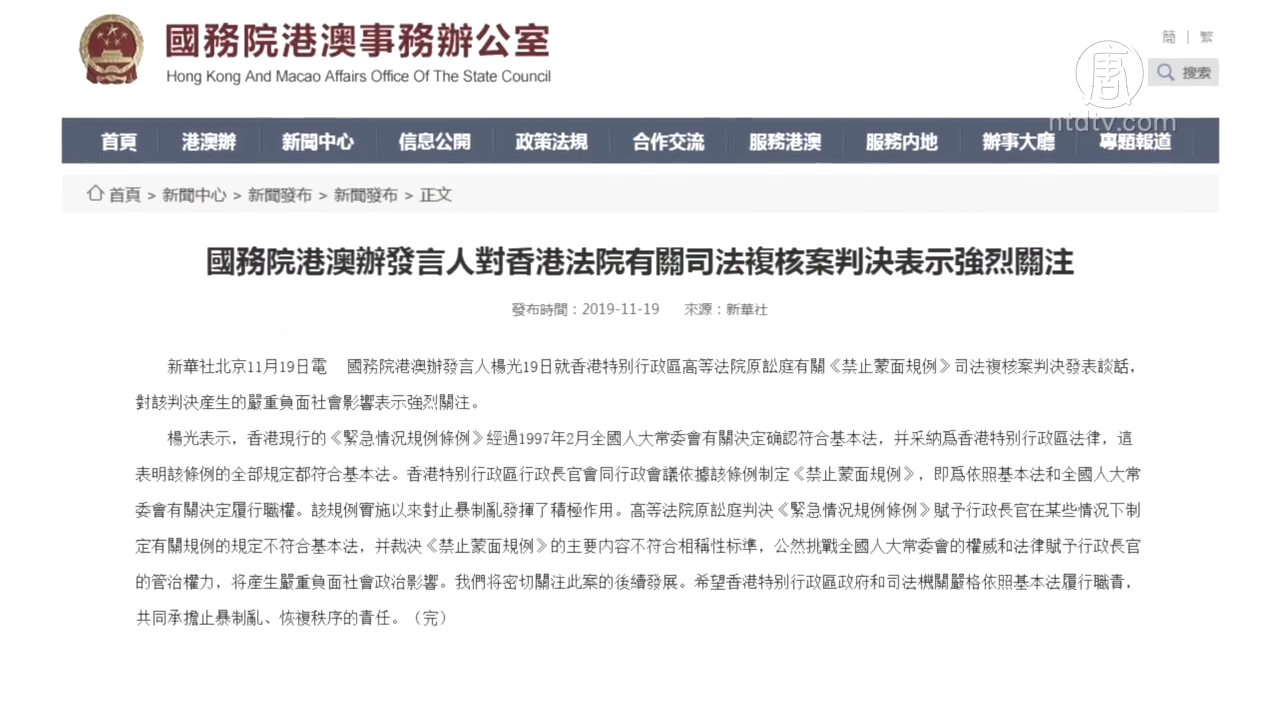 國務院港澳事務辦公室
Hong Kong And Macao Affairs Office Of The State Council
簡 | 繁
搜索
唐
ntdtv.com
首頁 港澳辦 新聞中心 信息公開 政策法規 合作交流 服務港澳 服務内地 辦事大廳 專題報道
首頁 > 新聞中心 > 新聞發布 > 新聞發布 > 正文
國務院港澳辦發言人對香港法院有關司法複核案判決表示強烈關注
發布時間：2019-11-19 來源：新華社
新華社北京11月19日電 國務院港澳辦發言人楊光19日就香港特别行政區高等法院原訟庭有關《禁止蒙面規例》司法複核案判決發表談話，
對該判決産生的嚴重負面社會影響表示強烈關注。
楊光表示，香港現行的《緊急情况規例條例》經過1997年2月全國人大常委會有關決定确認符合基本法，并采納爲香港特别行政區法律，這
表明該條例的全部規定都符合基本法。香港特别行政區行政長官會同行政會議依據該條例制定《禁止蒙面規例》，即爲依照基本法和全國人大常
委會有關決定履行職權。該規例實施以來對止暴制亂發揮了積極作用。高等法院原訟庭判決《緊急情况規例條例》賦予行政長官在某些情况下制
定有關規例的規定不符合基本法，并裁決《禁止蒙面規例》的主要内容不符合相稱性标準，公然挑戰全國人大常委會的權威和法律賦予行政長官
的管治權力，将産生嚴重負面社會政治影響。我們将密切關注此案的後續發展。希望香港特别行政區政府和司法機關嚴格依照基本法履行職責，
共同承擔止暴制亂、恢複秩序的責任。（完）